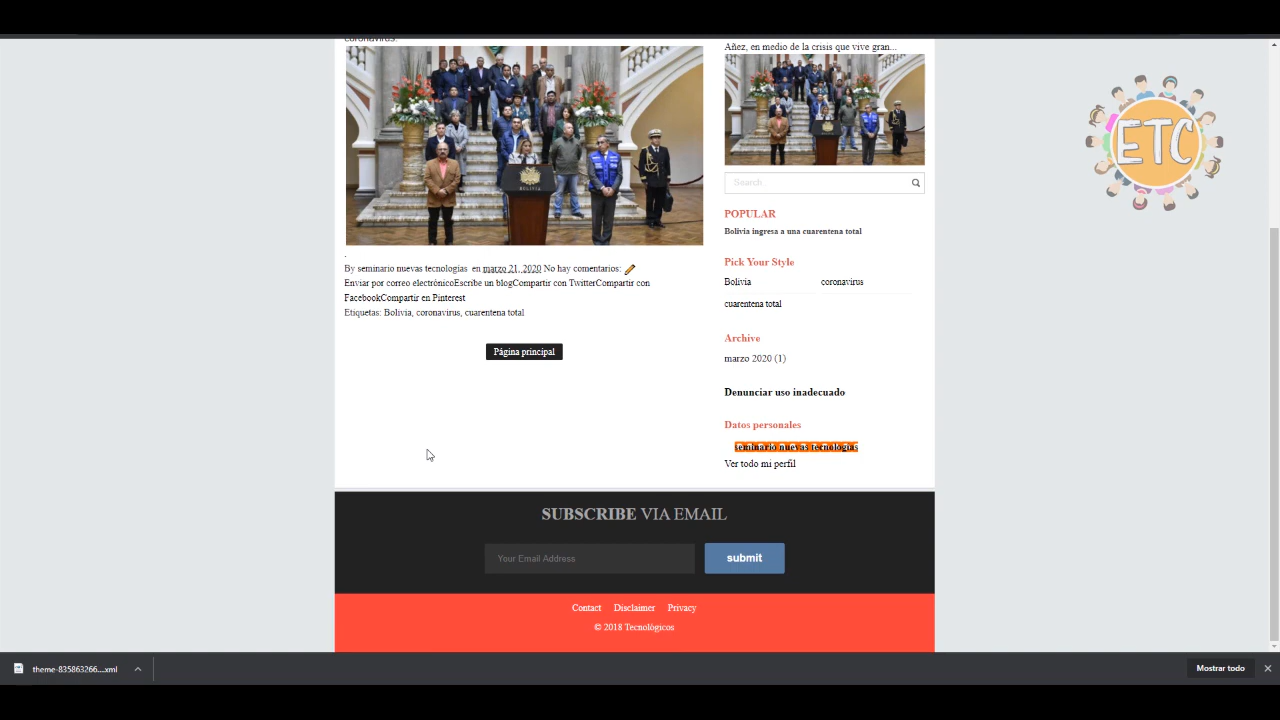 coronavirus.
.
By seminario nuevas tecnologías en marzo 21, 2020 No hay comentarios:
Enviar por correo electrónicoEscribe un blogCompartir con TwitterCompartir con
FacebookCompartir en Pinterest
Etiquetas: Bolivia, coronavirus, cuarentena total
Página principal
Añez, en medio de la crisis que vive gran...
Search
POPULAR
Bolivia ingresa a una cuarentena total
Pick Your Style
Bolivia coronavirus
cuarentena total
Archive
marzo 2020 (1)
Denunciar uso inadecuado
Datos personales
seminario nuevas tecnologías
Ver todo mi perfil
ETC
BOLIVIA
SUBSCRIBE VIA EMAIL
Your Email Address submit
Contact Disclaimer Privacy
© 2018 Tecnològicos
theme-835863266....xml Mostrar todo